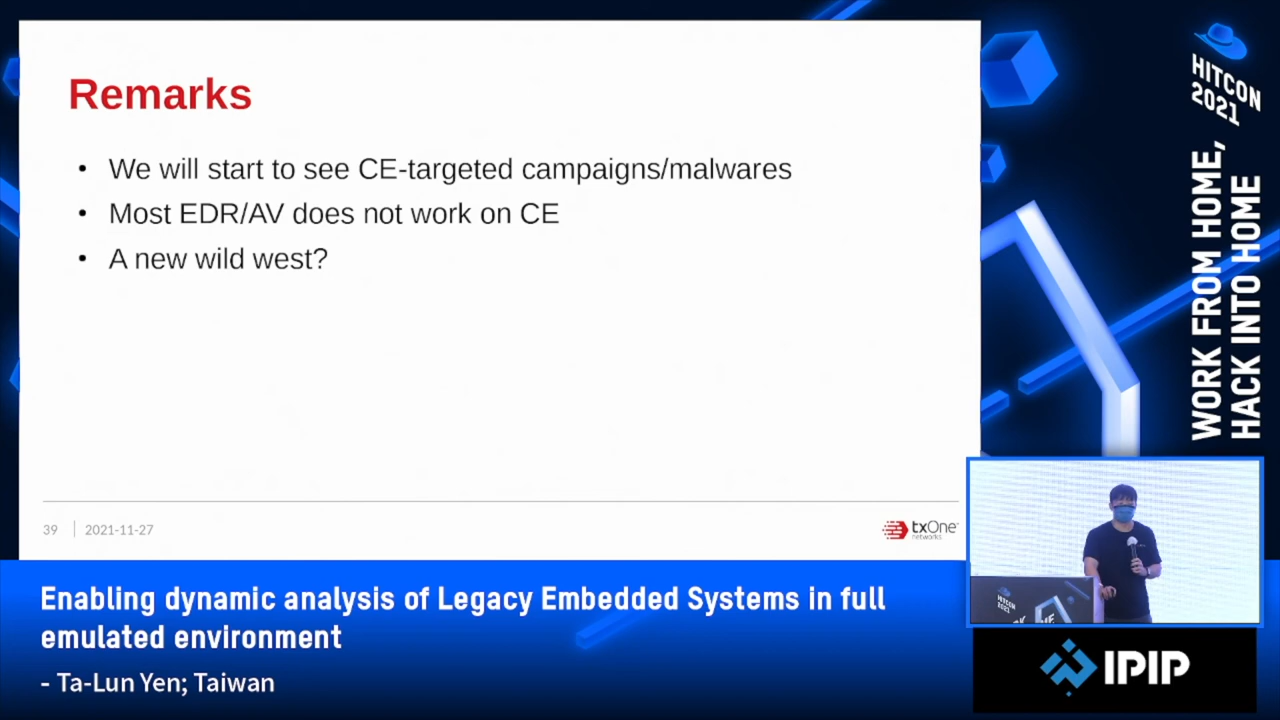 Remarks
• We will start to see CE-targeted campaigns/malwares
• Most EDR/AV does not work on CE
• A new wild west?
39
2021-11-27
txOne
networks
HITCON
2021
WORK FROM HOME,
HACK INTO HOME
HITCON
2021
Enabling dynamic analysis of Legacy Embedded Systems in full
emulated environment
- Ta-Lun Yen; Taiwan
IPIP